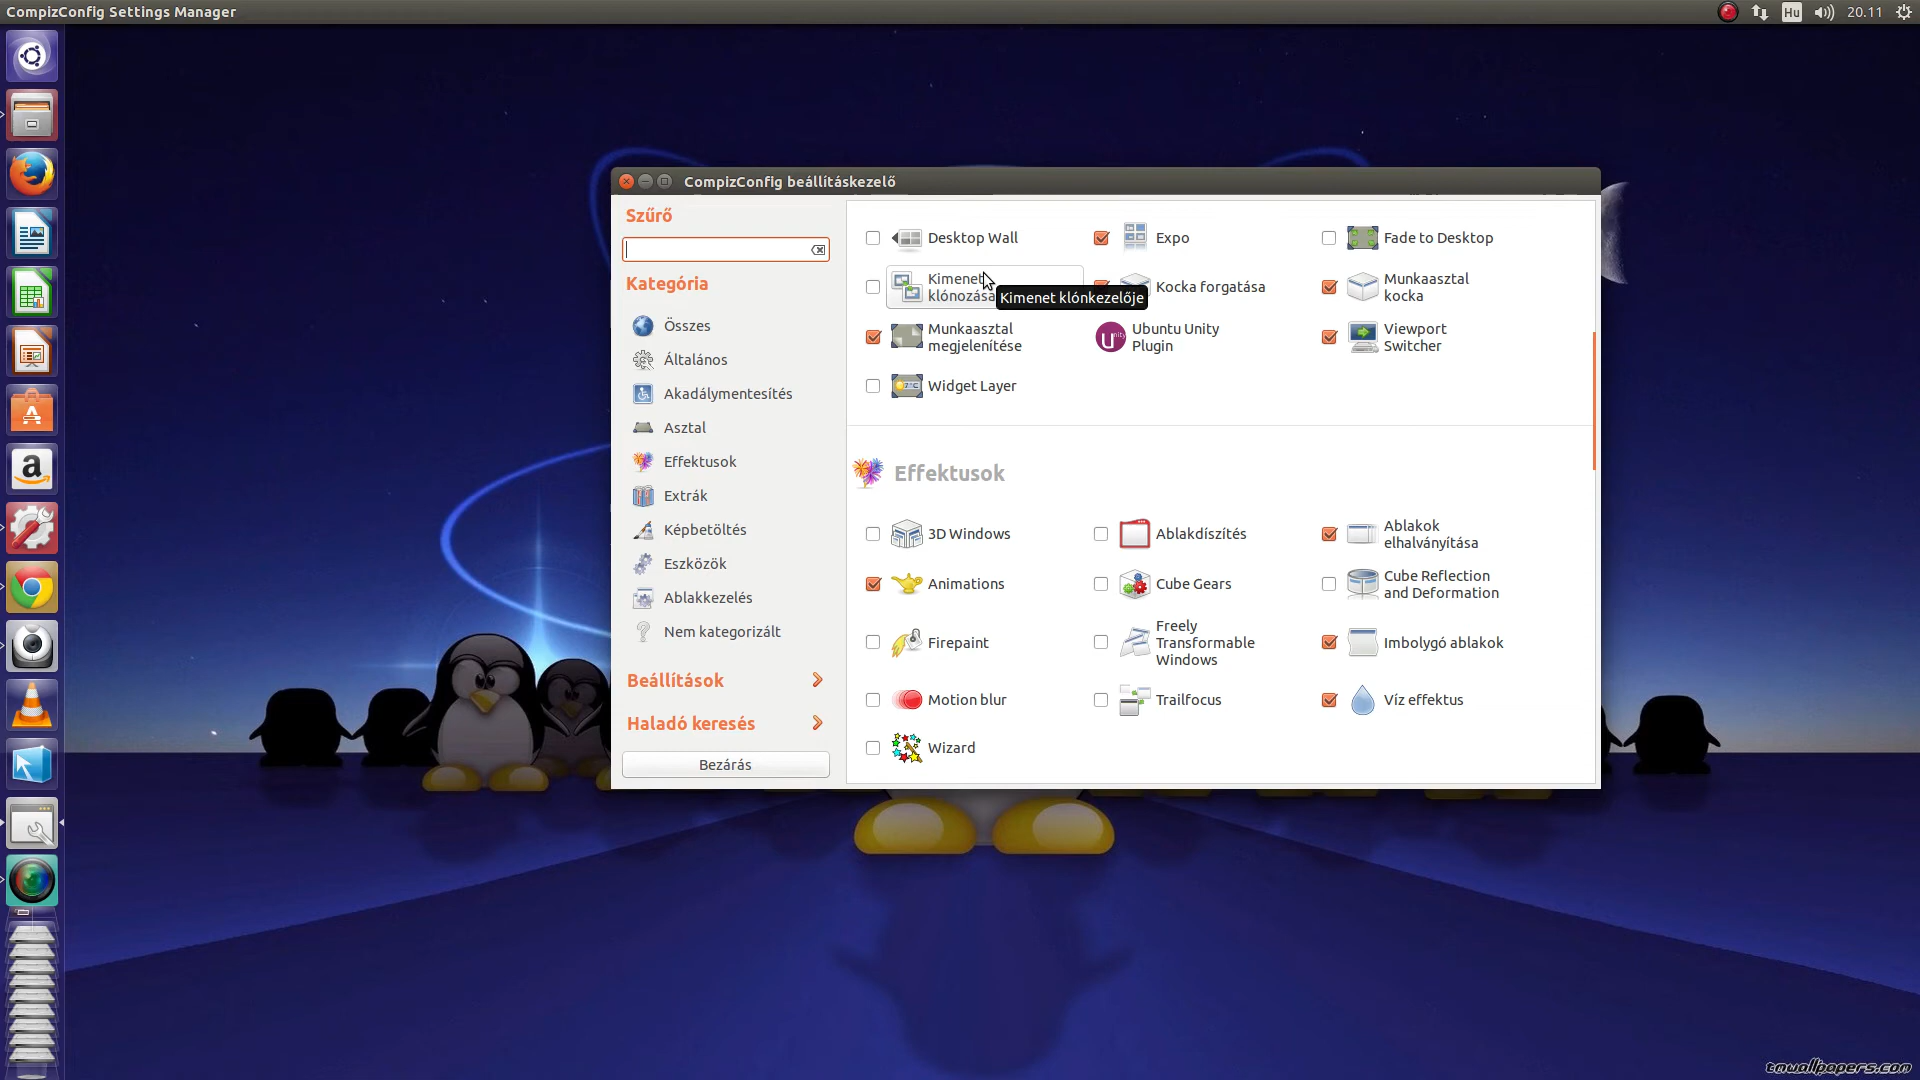 CompizConfig Settings Manager
Hu
20.11
CompizConfig beállításkezelő
Szűrő
Kategória
Összes
Általános
Akadálymentesítés
Asztal
Effektusok
Extrák
Képbetöltés
Eszközök
Ablakkezelés
Nem kategorizált
Beállítások
Haladó keresés
Bezárás
Desktop Wall
Expo
Fade to Desktop
Kimenet
klónozása
Kimenet klónkezelője
Kocka forgatása
Munkaasztal
kocka
Munkaasztal
megjelenítése
Ubuntu Unity
Plugin
Viewport
Switcher
Widget Layer
Effektusok
3D Windows
Ablakdíszítés
Ablakok
elhalványítása
Animations
Cube Gears
Cube Reflection
and Deformation
Firepaint
Freely
Transformable
Windows
Imbolygó ablakok
Motion blur
Trailfocus
Víz effektus
Wizard